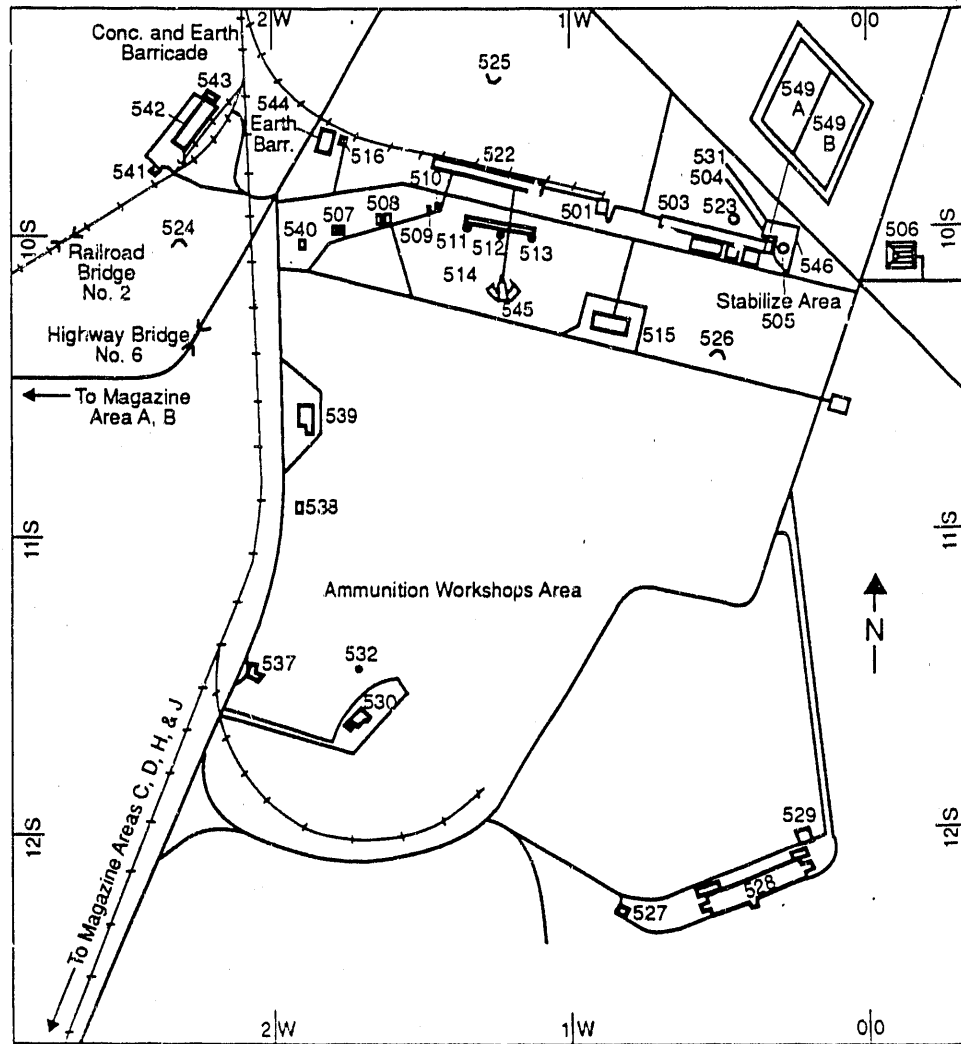 2|W
1|W
0|0
Conc. and Earth
Barricade
543
542
544
Earth
Barr.
541
516
525
522
510
549
A
549
B
531
504
503
523
501
10|S
524
540
507
508
509
511
512
513
514
545
546
506
10|S
Railroad
Bridge
No. 2
Stabilize Area
505
515
526
Highway Bridge
No. 6
To Magazine
Area A, B
539
538
11|S
11|S
Ammunition Workshops Area
N
537
532
530
To Magazine Areas C, D, H, & J
12|S
12|S
529
528
527
2|W
1|W
0|0